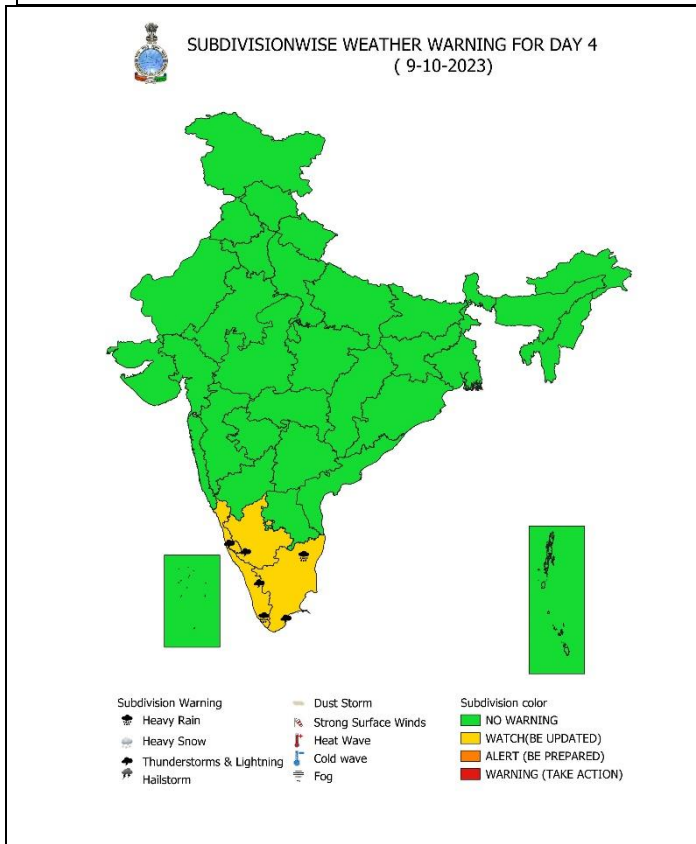 SUBDIVISIONWISE WEATHER WARNING FOR DAY 4
( 9-10-2023)
Subdivision Warning
Heavy Rain
Heavy Snow
Thunderstorms & Lightning
Hailstorm
Dust Storm
Strong Surface Winds
Heat Wave
Cold wave
Fog
Subdivision color
NO WARNING
WATCH(BE UPDATED)
ALERT (BE PREPARED)
WARNING (TAKE ACTION)